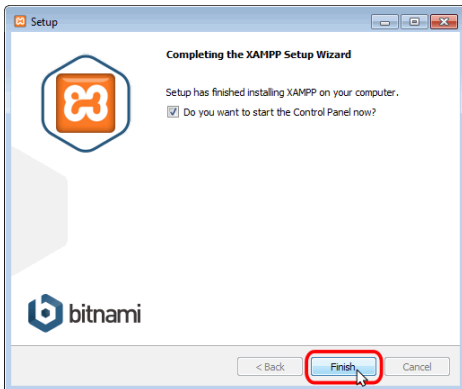 Setup
Completing the XAMPP Setup Wizard
Setup has finished installing XAMPP on your computer.
Do you want to start the Control Panel now?
bitnami
< Back
Finish
Cancel